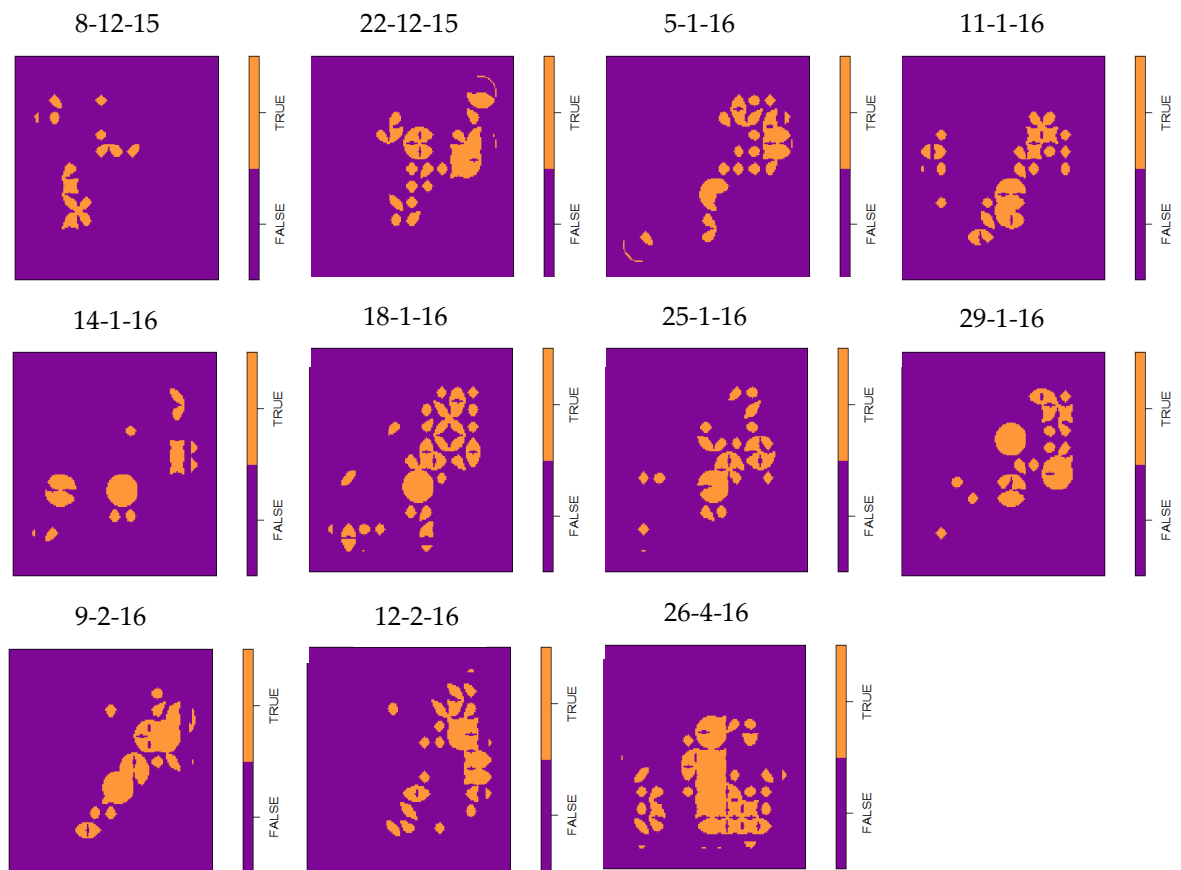 8-12-15
22-12-15
5-1-16
11-1-16
FALSE TRUE
FALSE TRUE
FALSE TRUE
FALSE TRUE
14-1-16
18-1-16
25-1-16
29-1-16
FALSE TRUE
FALSE TRUE
FALSE TRUE
FALSE TRUE
9-2-16
12-2-16
26-4-16
FALSE TRUE
FALSE TRUE
FALSE TRUE